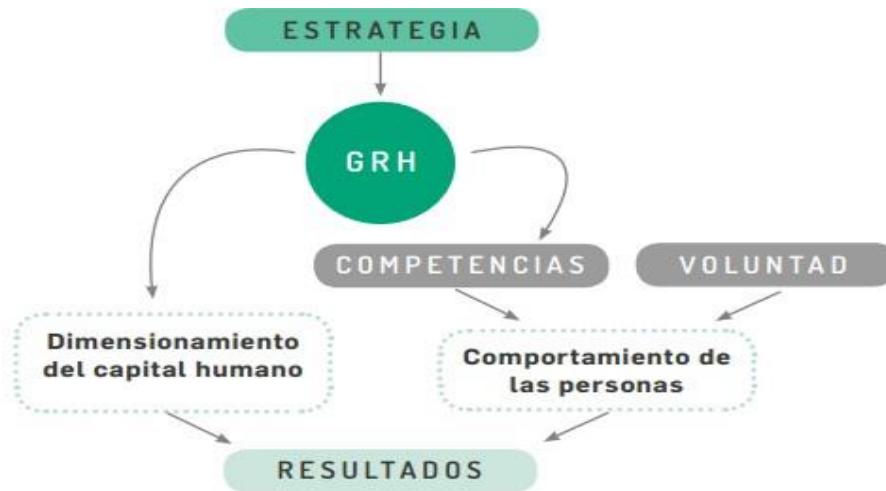 ESTRATEGIA
GRH
COMPETENCIAS
VOLUNTAD
Dimensionamiento
del capital humano
Comportamiento de
las personas
RESULTADOS